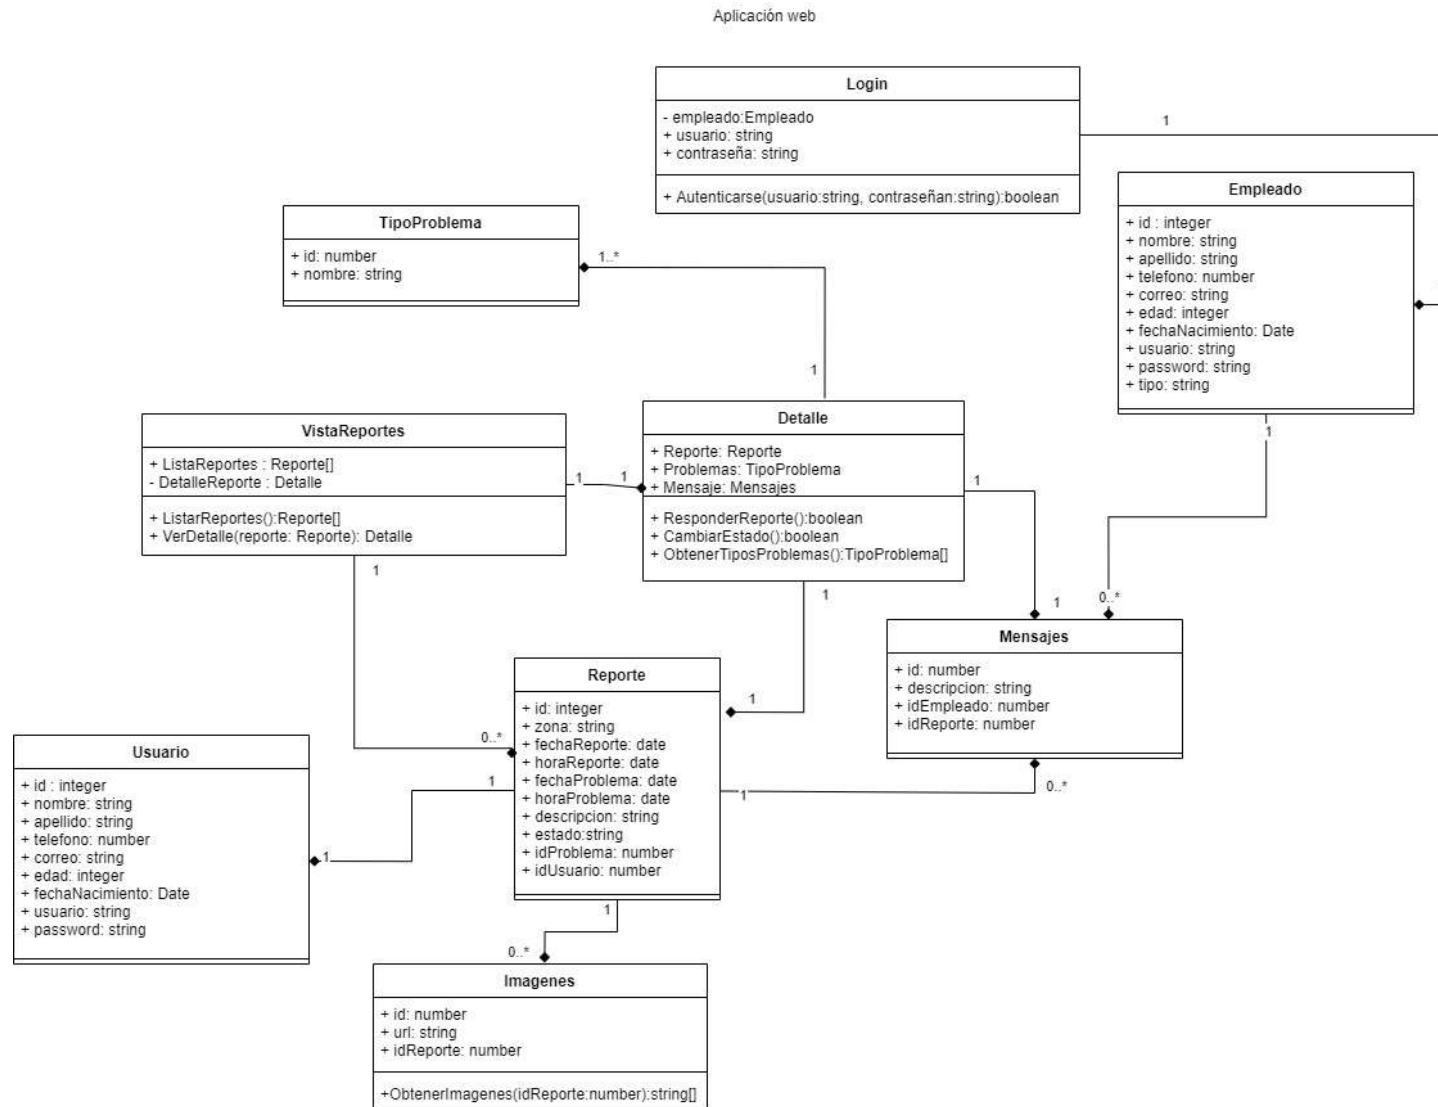 Aplicación web
Login
- empleado:Empleado
+ usuario: string
+ contraseña: string
+ Autenticarse(usuario:string, contraseñan:string):boolean
1
Empleado
+ id : integer
+ nombre: string
+ apellido: string
+ telefono: number
+ correo: string
+ edad: integer
+ fechaNacimiento: Date
+ usuario: string
+ password: string
+ tipo: string
TipoProblema
+ id: number
+ nombre: string
1..*
1
VistaReportes
+ ListaReportes : Reporte[]
- DetalleReporte : Detalle
+ ListarReportes():Reporte[]
+ VerDetalle(reporte: Reporte): Detalle
1
1
Detalle
+ Reporte: Reporte
+ Problemas: TipoProblema
+ Mensaje: Mensajes
+ ResponderReporte():boolean
+ CambiarEstado():boolean
+ ObtenerTiposProblemas():TipoProblema[]
1
1
1
1
1
0..*
Mensajes
+ id: number
+ descripcion: string
+ idEmpleado: number
+ idReporte: number
0..*
Reporte
+ id: integer
+ zona: string
+ fechaReporte: date
+ horaReporte: date
+ fechaProblema: date
+ horaProblema: date
+ descripcion: string
+ estado:string
+ idProblema: number
+ idUsuario: number
1
0..*
1
1
Usuario
+ id : integer
+ nombre: string
+ apellido: string
+ telefono: number
+ correo: string
+ edad: integer
+ fechaNacimiento: Date
+ usuario: string
+ password: string
1
1
0..*
Imagenes
+ id: number
+ url: string
+ idReporte: number
+ObtenerImagenes(idReporte:number):string[]